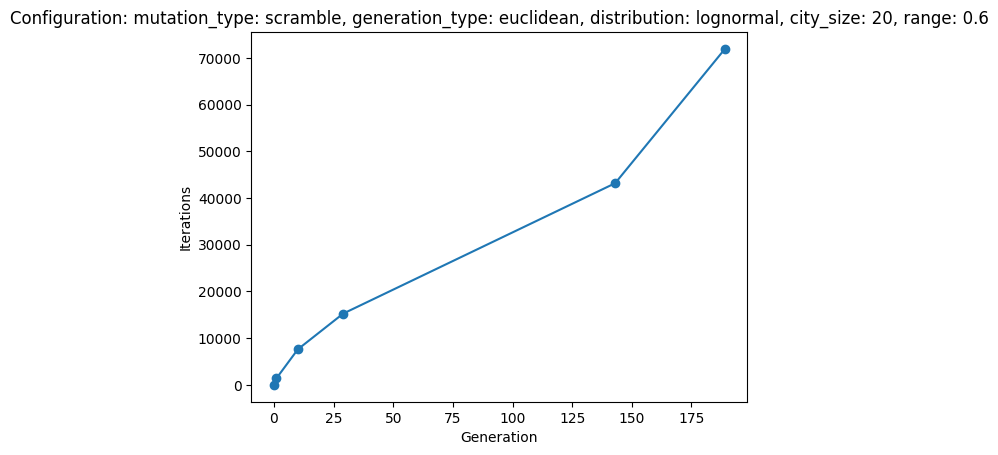 Configuration: mutation_type: scramble, generation_type: euclidean, distribution: lognormal, city_size: 20, range: 0.6
70000
60000
50000
40000
30000
20000
10000
0
Iterations
0 25 50 75 100 125 150 175
Generation